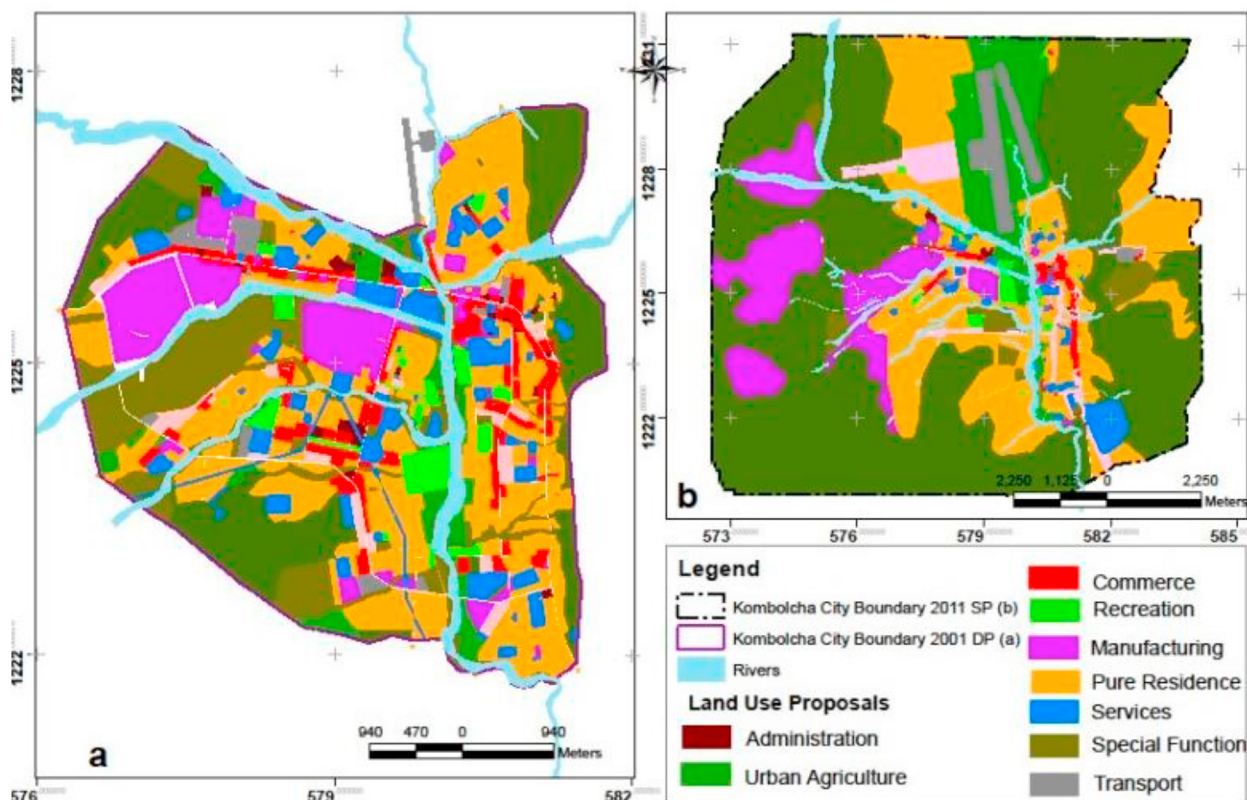 1228
1225
1222
576
579
582
a
940 470 0 940
Meters
1231
1228
1225
1222
573
576
579
582
585
b
2,250 1,125 0 2,250
Meters
Legend
Kombolcha City Boundary 2011 SP (b)
Kombolcha City Boundary 2001 DP (a)
Rivers
Land Use Proposals
Administration
Urban Agriculture
Commerce
Recreation
Manufacturing
Pure Residence
Services
Special Function
Transport